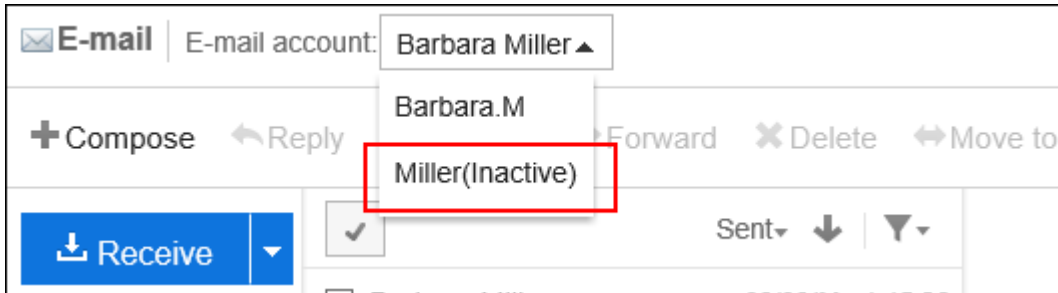 E-mail E-mail account: Barbara Miller
Barbara.M
Compose Reply Forward Delete Move to
Miller(Inactive)
Receive Sent